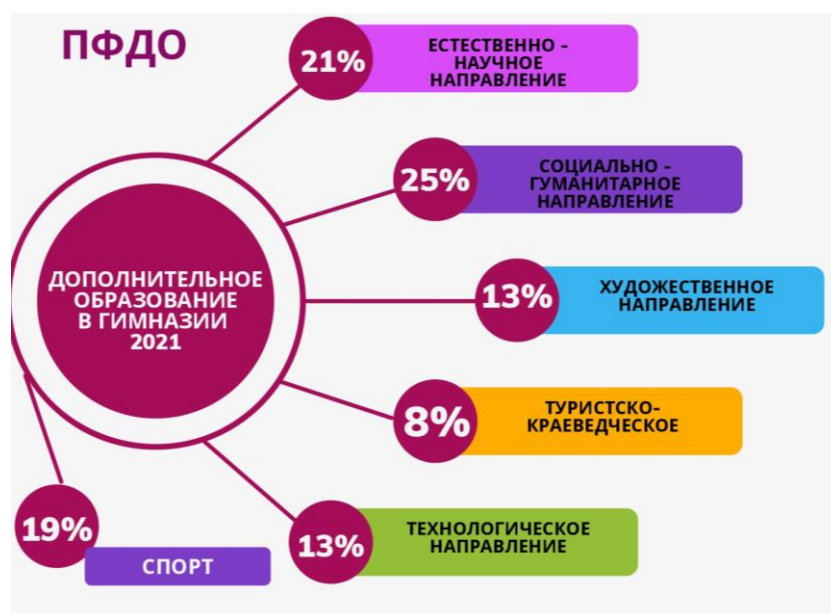 ПФДО
21%
ЕСТЕСТВЕННО -
НАУЧНОЕ
НАПРАВЛЕНИЕ
25%
СОЦИАЛЬНО -
ГУМАНИТАРНОЕ
НАПРАВЛЕНИЕ
ДОПОЛНИТЕЛЬНОЕ
ОБРАЗОВАНИЕ
В ГИМНАЗИИ
2021
13%
ХУДОЖЕСТВЕННОЕ
НАПРАВЛЕНИЕ
8%
ТУРИСТСКО-
КРАЕВЕДЧЕСКОЕ
13%
ТЕХНОЛОГИЧЕСКОЕ
НАПРАВЛЕНИЕ
19%
СПОРТ